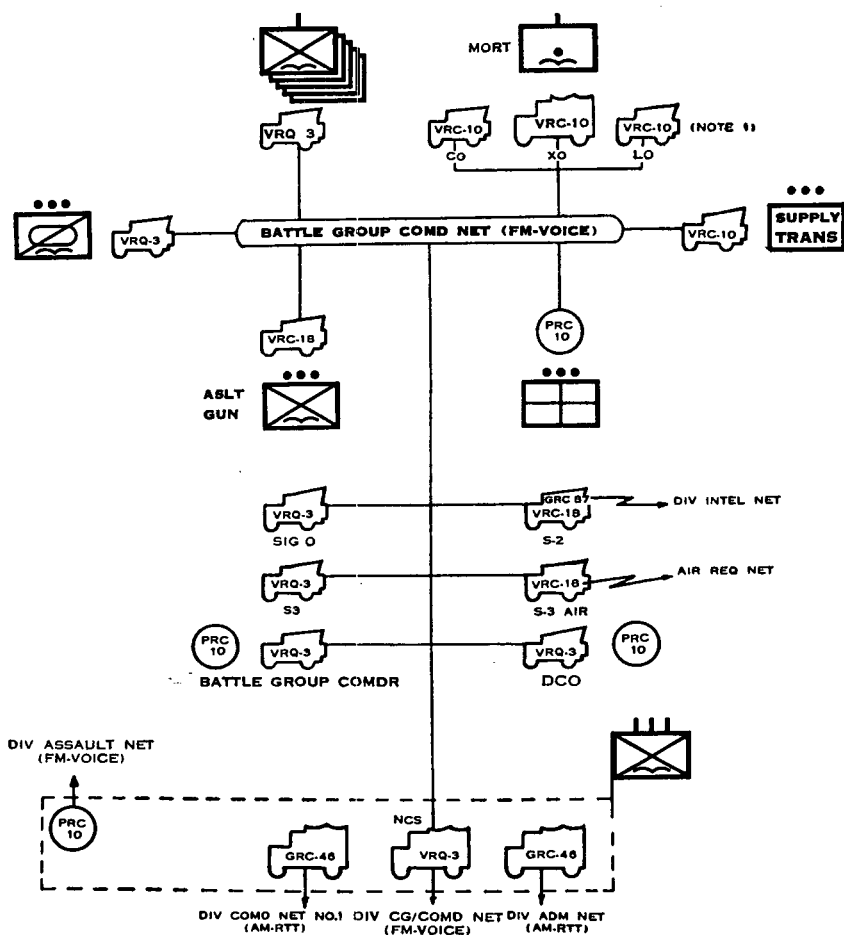 MORT
VRQ 3
VRC-10
VRC-10
VRC-10
(NOTE 1)
CO
XO
LO
VRQ-3
BATTLE GROUP COMD NET (FM-VOICE)
VRC-10
SUPPLY
TRANS
VRC-18
PRC
10
ASLT
GUN
VRQ-3
GRC 87
VRC-18
DIV INTEL NET
SIG O
S-2
VRQ-3
VRC-18
AIR REQ NET
S3
S-3 AIR
PRC
10
VRQ-3
VRQ-3
PRC
10
BATTLE GROUP COMDR
DCO
DIV ASSAULT NET
(FM-VOICE)
PRC
10
NCS
GRC-46
VRQ-3
GRC-46
DIV COMD NET NO.1
(AM-RTT)
DIV CG/COMD NET
(FM-VOICE)
DIV ADM NET
(AM-RTT)